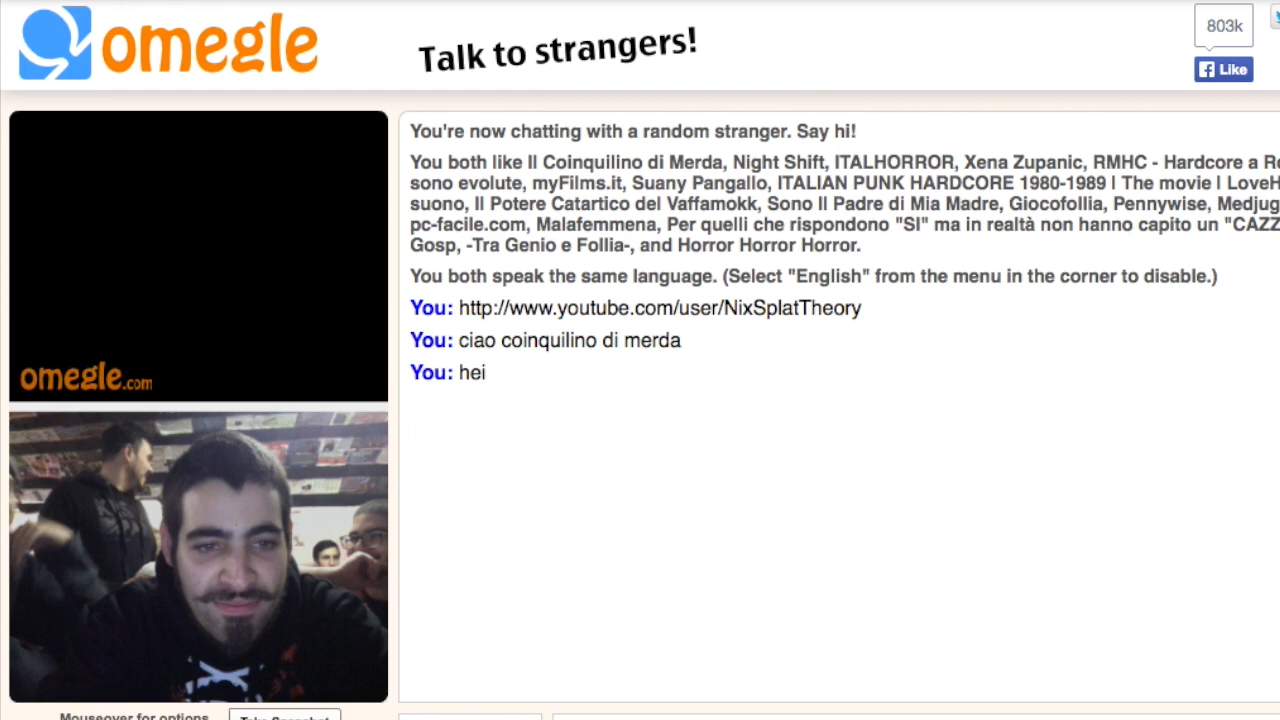 omegle
Talk to strangers!
803k
Like
You're now chatting with a random stranger. Say hi!
You both like Il Coinquilino di Merda, Night Shift, ITALHORROR, Xena Zupanic, RMHC - Hardcore a
sono evolute, myFilms.it, Suany Pangallo, ITALIAN PUNK HARDCORE 1980-1989 | The movie |
suono, Il Potere Catartico del Vaffamokk, Sono Il Padre di Mia Madre, Giocofollia, Pennywise,
pc-facile.com, Malafemmena, Per quelli che rispondono "SI" ma in realtà non hanno capito un "CAZZ
Gosp, -Tra Genio e Follia-, and Horror Horror Horror.
You both speak the same language. (Select "English" from the menu in the corner to disable.)
You: http://www.youtube.com/user/NixSplatTheory
You: ciao coinquilino di merda
You: hei
omegle.com
Mouseover for options
Take Snapshot